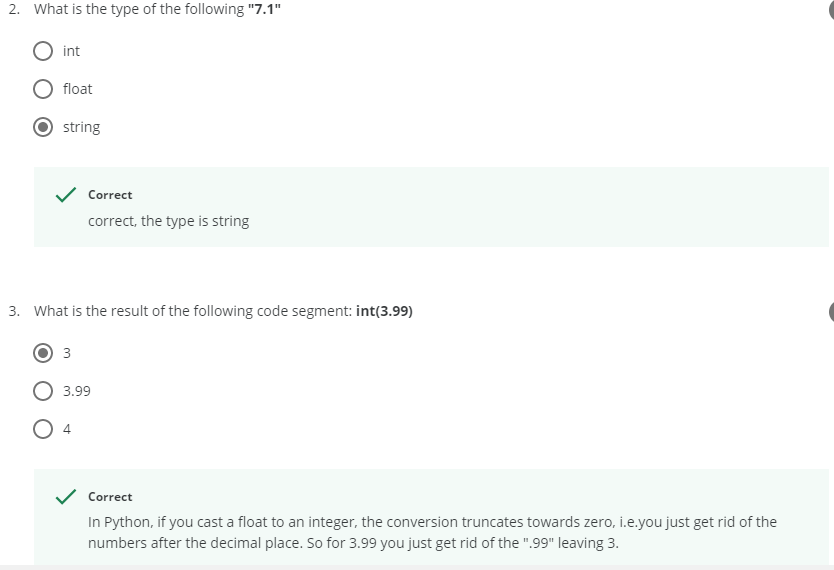 2. What is the type of the following "7.1"
int
float
string
Correct
correct, the type is string
3. What is the result of the following code segment: int(3.99)
3
3.99
4
Correct
In Python, if you cast a float to an integer, the conversion truncates towards zero, i.e.you just get rid of the
numbers after the decimal place. So for 3.99 you just get rid of the ".99" leaving 3.